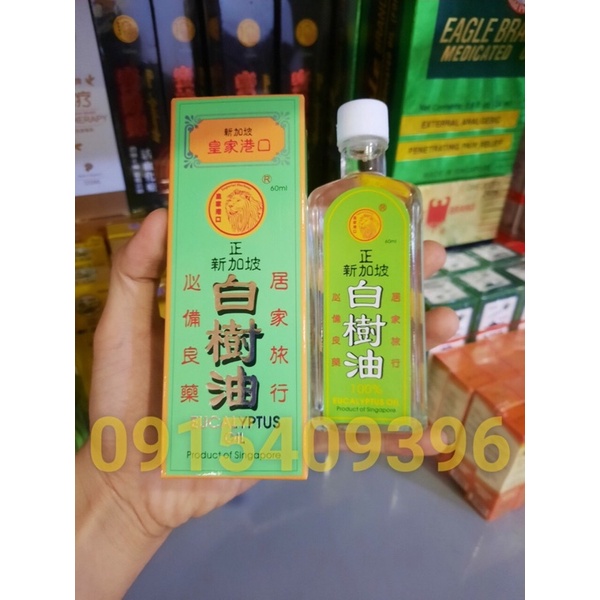 EAGLE BRA
MEDICATED
EXTERNAL ANALGESIC
PENETRATING PAIN RELIEF
新加坡
皇家港口
®
60ml
皇家港口
正
新加坡
白樹油
必備良藥
居家旅行
EUCALYPTUS
OIL
Product of Singapore
®
60ml
正
新加坡
白樹油
必備良藥
居家旅行
100%
EUCALYPTUS OIL
Product of Singapore
0915409396